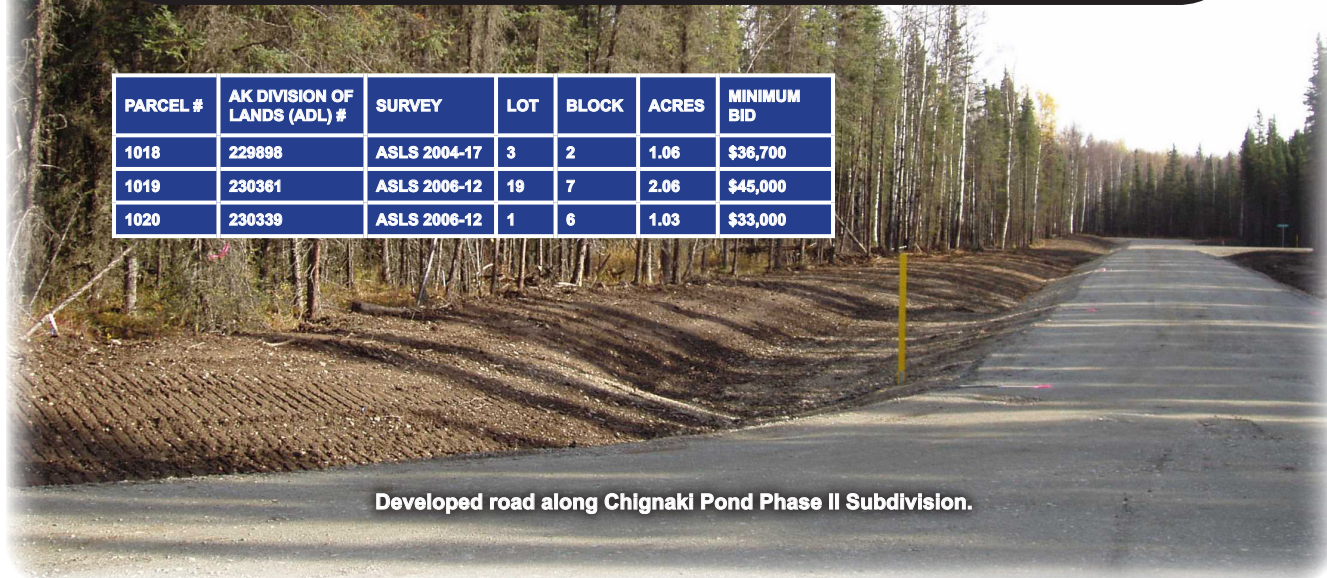 PARCEL # AK DIVISION OF LANDS (ADL) # SURVEY LOT BLOCK ACRES MINIMUM BID
1018 229898 ASLS 2004-17 3 2 1.06 $36,700
1019 230361 ASLS 2006-12 19 7 2.06 $45,000
1020 230339 ASLS 2006-12 1 6 1.03 $33,000
Developed road along Chignaki Pond Phase II Subdivision.